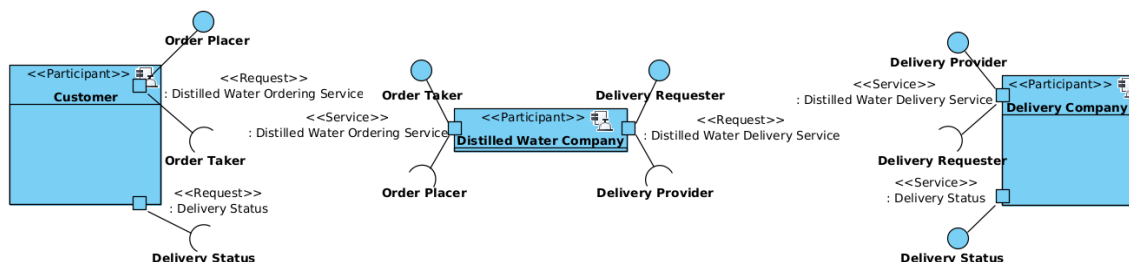 Order Placer
<<Participant>>
Customer
<<Request>>
: Distilled Water Ordering Service
Order Taker
<<Request>>
: Delivery Status
Delivery Status
Order Taker
Delivery Requester
<<Service>>
: Distilled Water Ordering Service
<<Participant>>
Distilled Water Company
<<Request>>
: Distilled Water Delivery Service
Order Placer
Delivery Provider
Delivery Provider
<<Service>>
: Distilled Water Delivery Service
<<Participant>>
Delivery Company
Delivery Requester
<<Service>>
: Delivery Status
Delivery Status